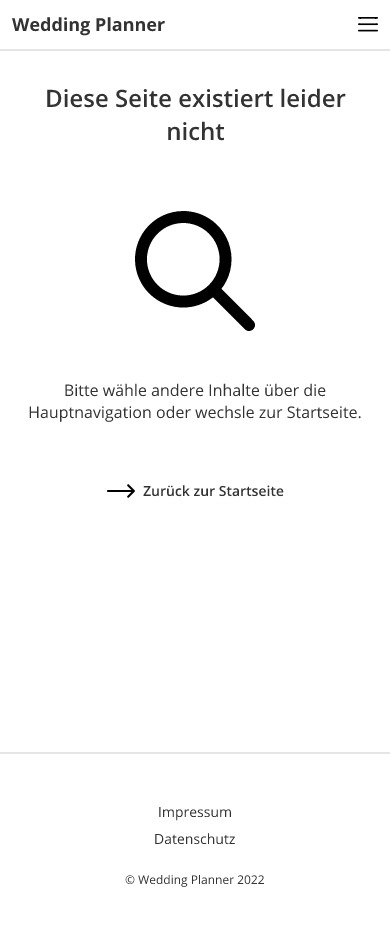 Wedding Planner
Diese Seite existiert leider
nicht
Bitte wähle andere Inhalte über die
Hauptnavigation oder wechsle zur Startseite.
Zurück zur Startseite
Impressum
Datenschutz
© Wedding Planner 2022